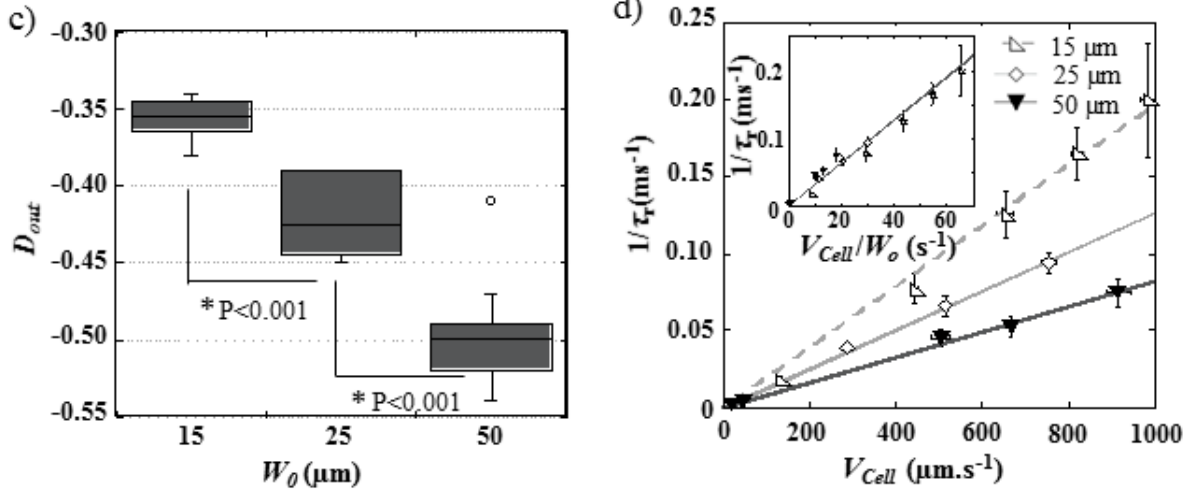 c)
-0.30
-0.35
-0.40
-0.45
-0.50
-0.55
D_out
* P<0.001
* P<0.001
15 25 50
W_0 (μm)
d)
0.25
0.20
0.15
0.10
0.05
0
1/τ_r (ms⁻¹)
15 μm
25 μm
50 μm
0.2
0.1
0
1/τ_r (ms⁻¹)
0 20 40 60
V_Cell/W_o (s⁻¹)
0 200 400 600 800 1000
V_Cell (μm.s⁻¹)